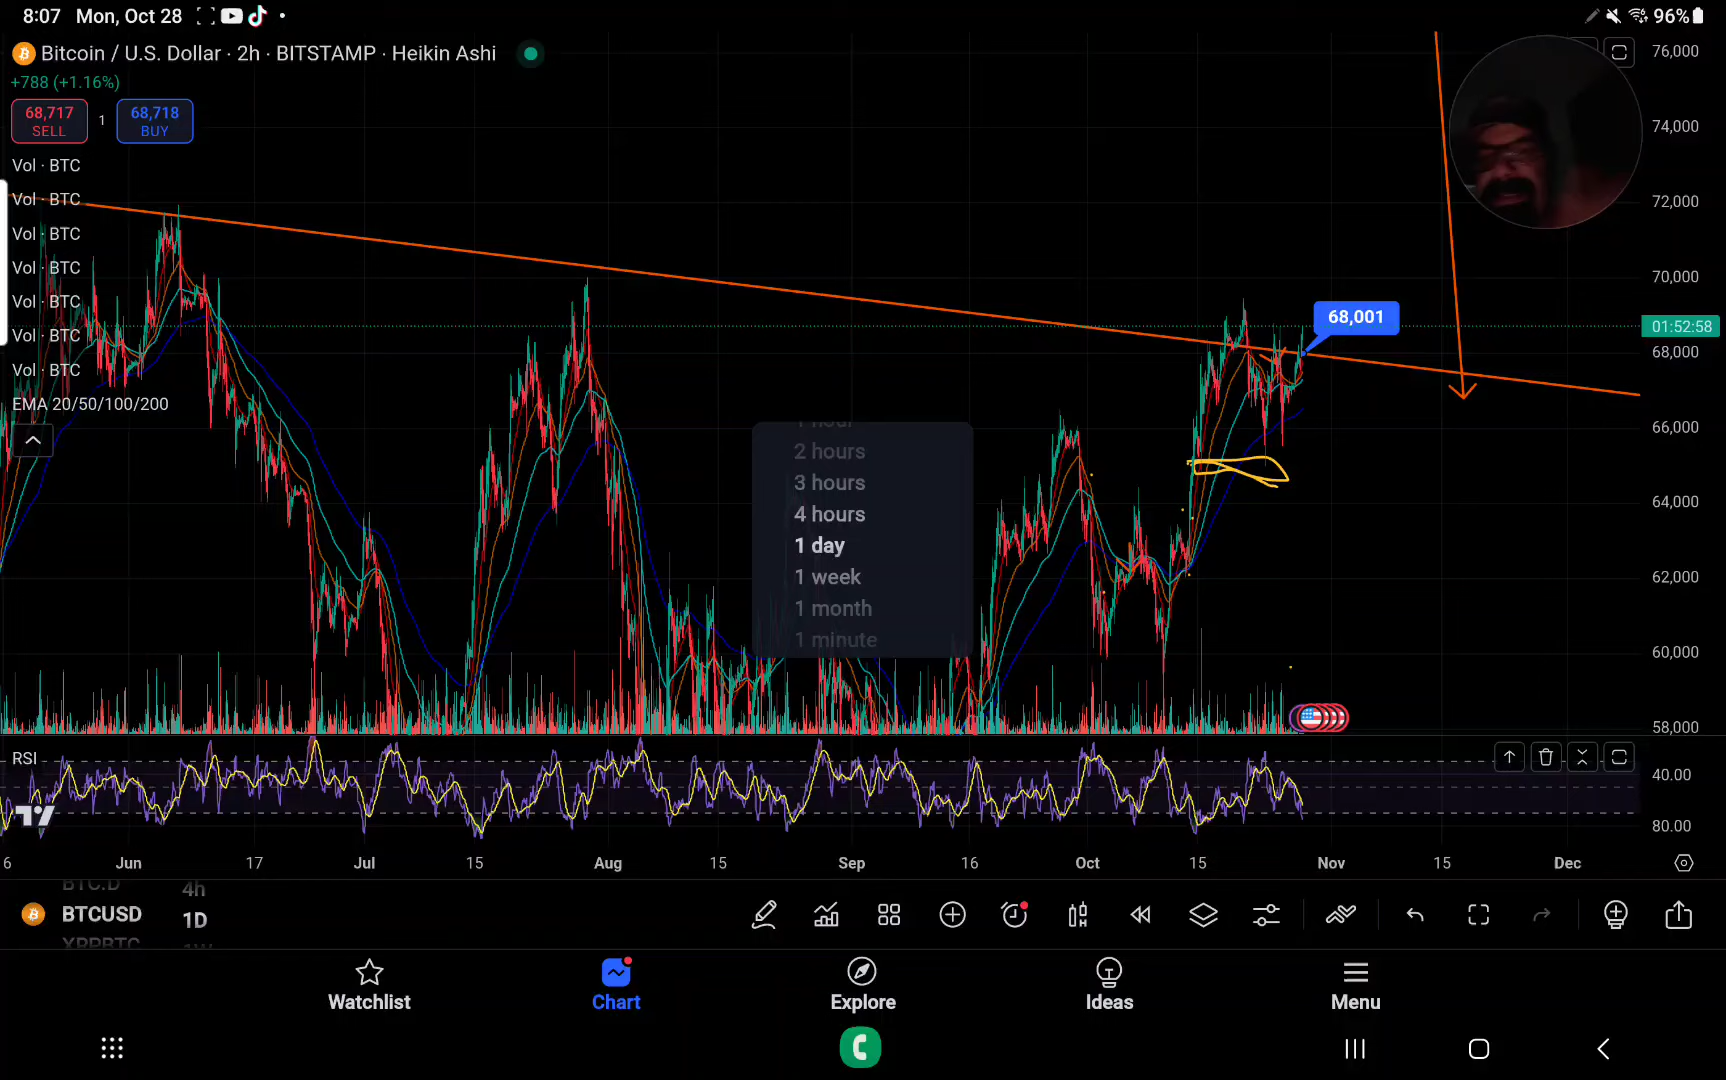 8:07 Mon, Oct 28
96%
Bitcoin / U.S. Dollar · 2h · BITSTAMP · Heikin Ashi
+788 (+1.16%)
68,717
SELL
1
68,718
BUY
Vol · BTC
Vol · BTC
Vol · BTC
Vol · BTC
Vol · BTC
Vol · BTC
Vol · BTC
EMA 20/50/100/200
76,000
74,000
72,000
70,000
68,001
01:52:58
68,000
66,000
64,000
62,000
60,000
58,000
1 hour
2 hours
3 hours
4 hours
1 day
1 week
1 month
1 minute
RSI
40.00
80.00
6 Jun 17 Jul 15 Aug 15 Sep 16 Oct 15 Nov 15 Dec
BTC.D 4h
BTCUSD 1D
XRPBTC 1W
Watchlist
Chart
Explore
Ideas
Menu